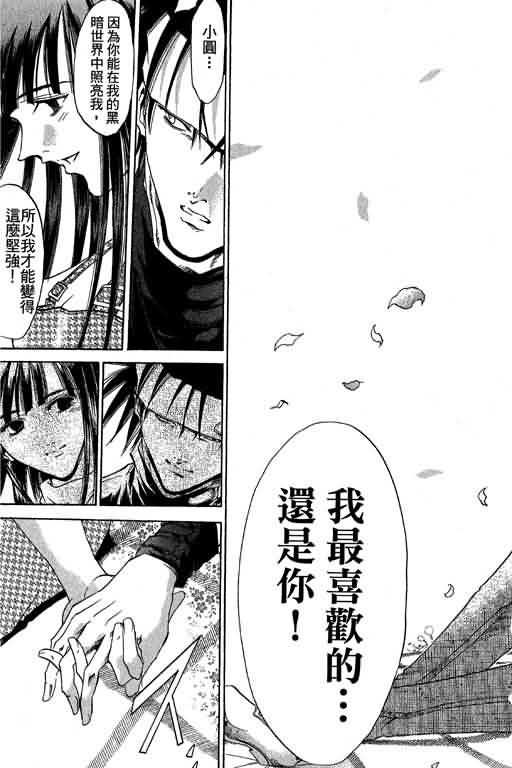 我最喜歡的…
還是你！
小圓…
因為你能在我的黑
暗世界中照亮我，
所以我才能變得
這麼堅強！